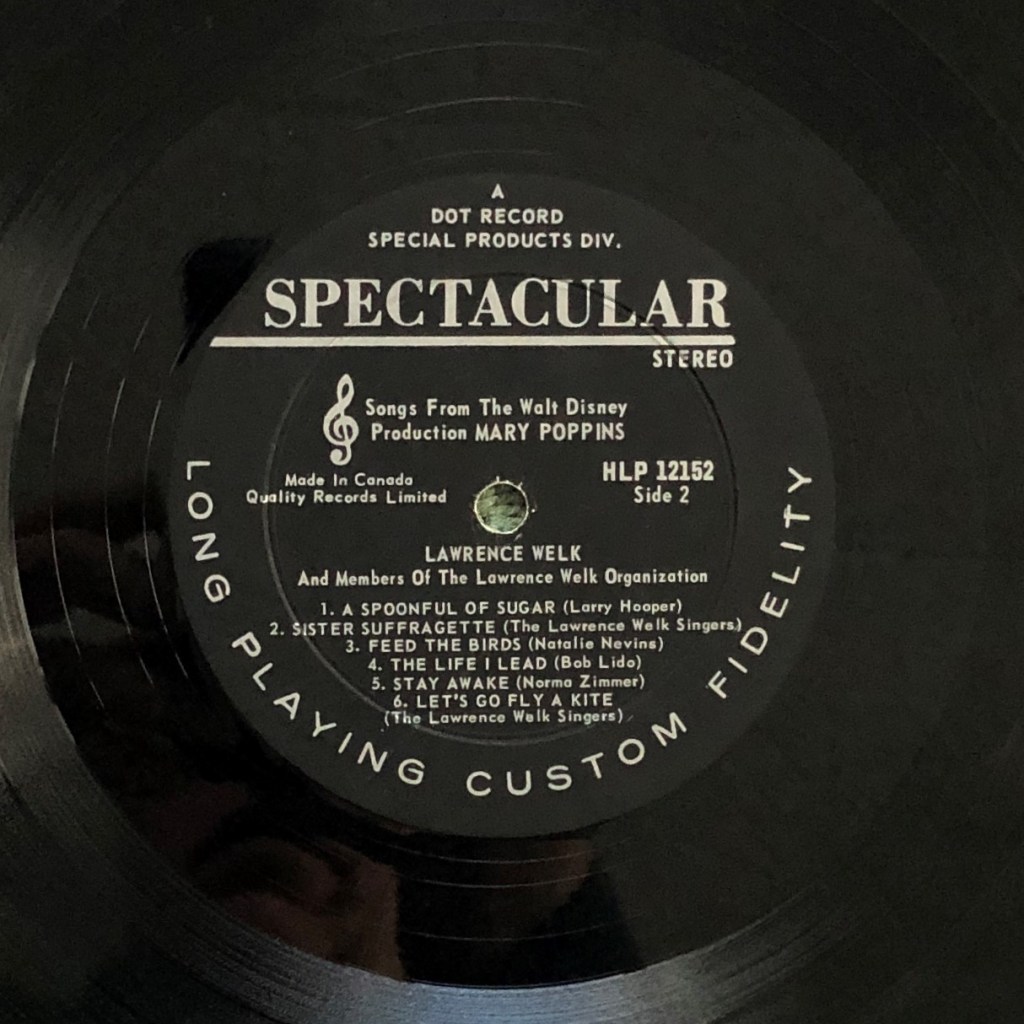 A
DOT RECORD
SPECIAL PRODUCTS DIV.
SPECTACULAR
STEREO
Songs From The Walt Disney
Production MARY POPPINS
Made In Canada
Quality Records Limited
HLP 12152
Side 2
LAWRENCE WELK
And Members Of The Lawrence Welk Organization
1. A SPOONFUL OF SUGAR (Larry Hooper)
2. SISTER SUFFRAGETTE (The Lawrence Welk Singers)
3. FEED THE BIRDS (Natalie Nevins)
4. THE LIFE I LEAD (Bob Lido)
5. STAY AWAKE (Norma Zimmer)
6. LET'S GO FLY A KITE
(The Lawrence Welk Singers)
LONG PLAYING CUSTOM FIDELITY